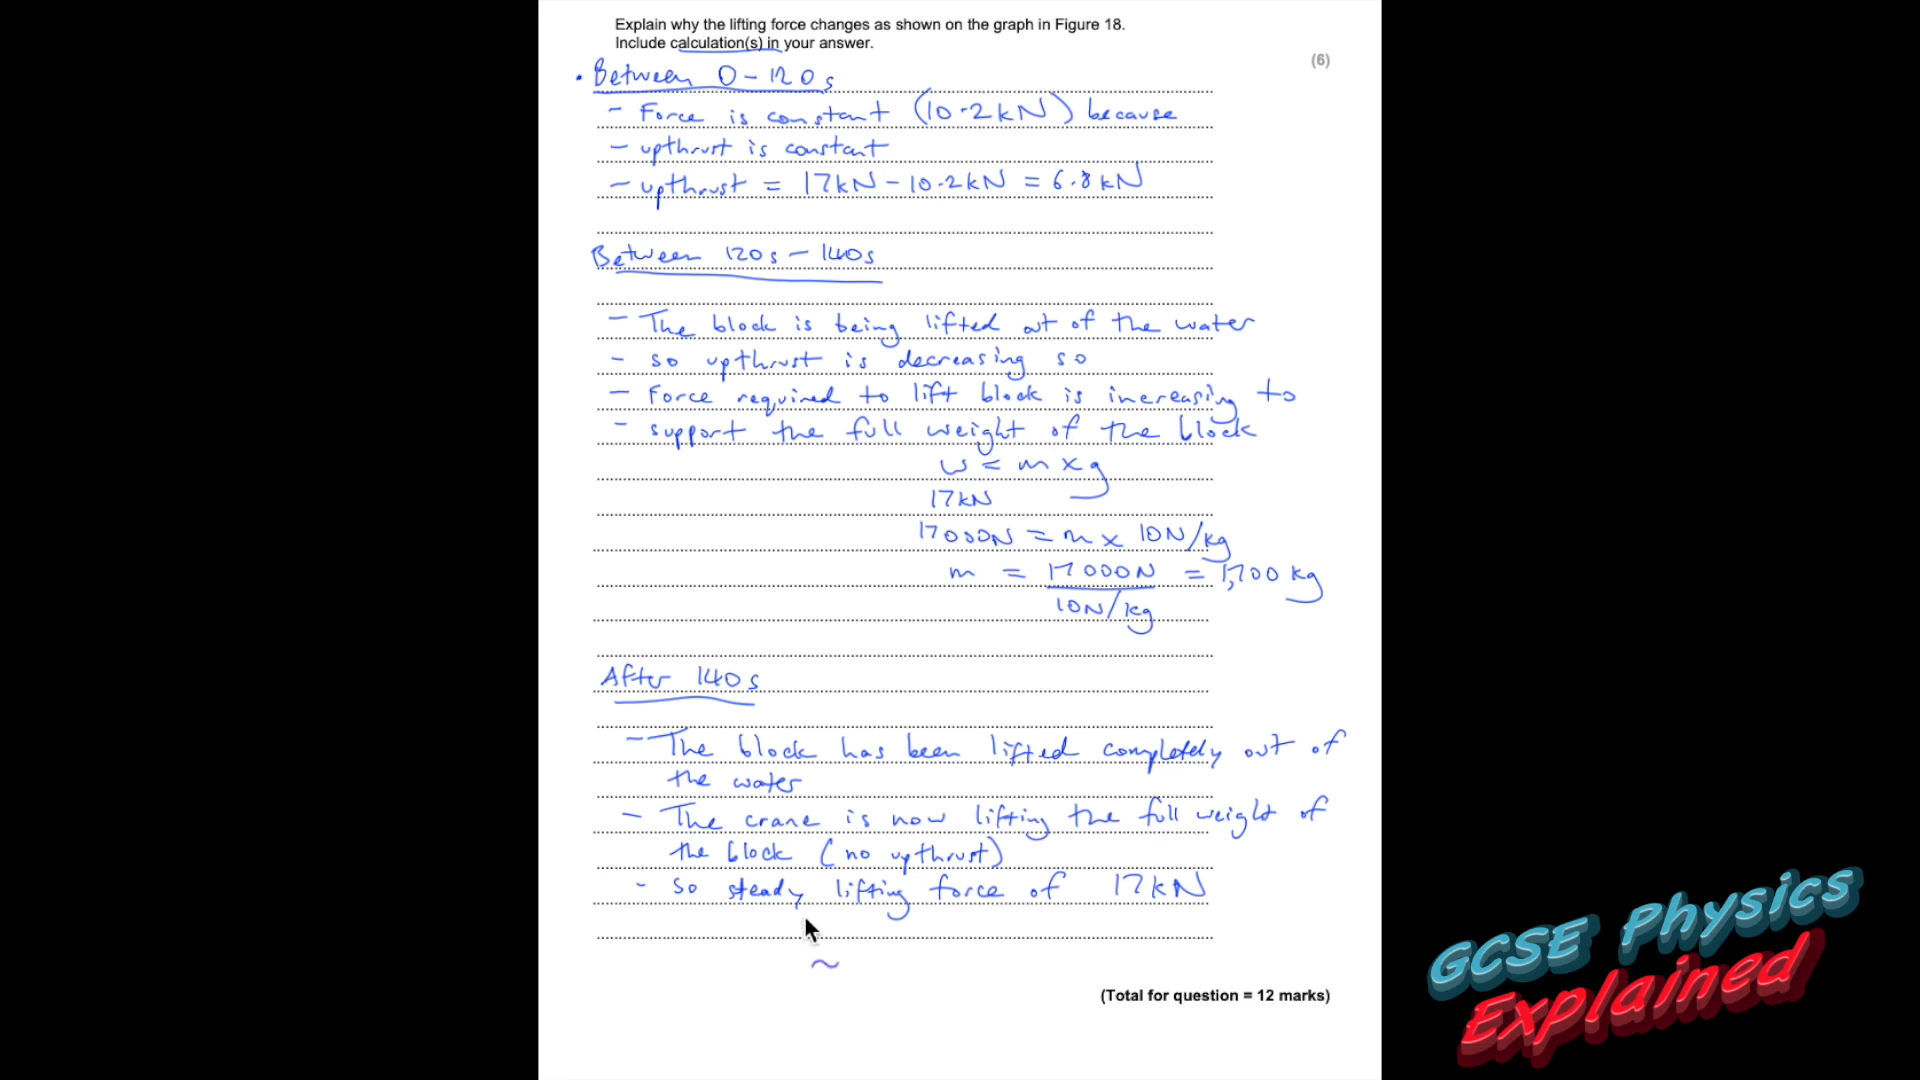 Explain why the lifting force changes as shown on the graph in Figure 18.
Include calculation(s) in your answer.
(6)
• Between 0 - 120s
- Force is constant (10.2kN) because
- upthrust is constant
- upthrust = 17kN - 10.2kN = 6.8kN
Between 120s - 140s
- The block is being lifted out of the water
- so upthrust is decreasing so
- Force required to lift block is increasing to
- support the full weight of the block
w = m x g
17kN
17000N = m x 10N/kg
m = 17000N = 1,700 kg
10N/kg
After 140s
- The block has been lifted completely out of
the water
- The crane is now lifting the full weight of
the block (no upthrust)
- so steady lifting force of 17kN
~
(Total for question = 12 marks)
GCSE Physics
Explained